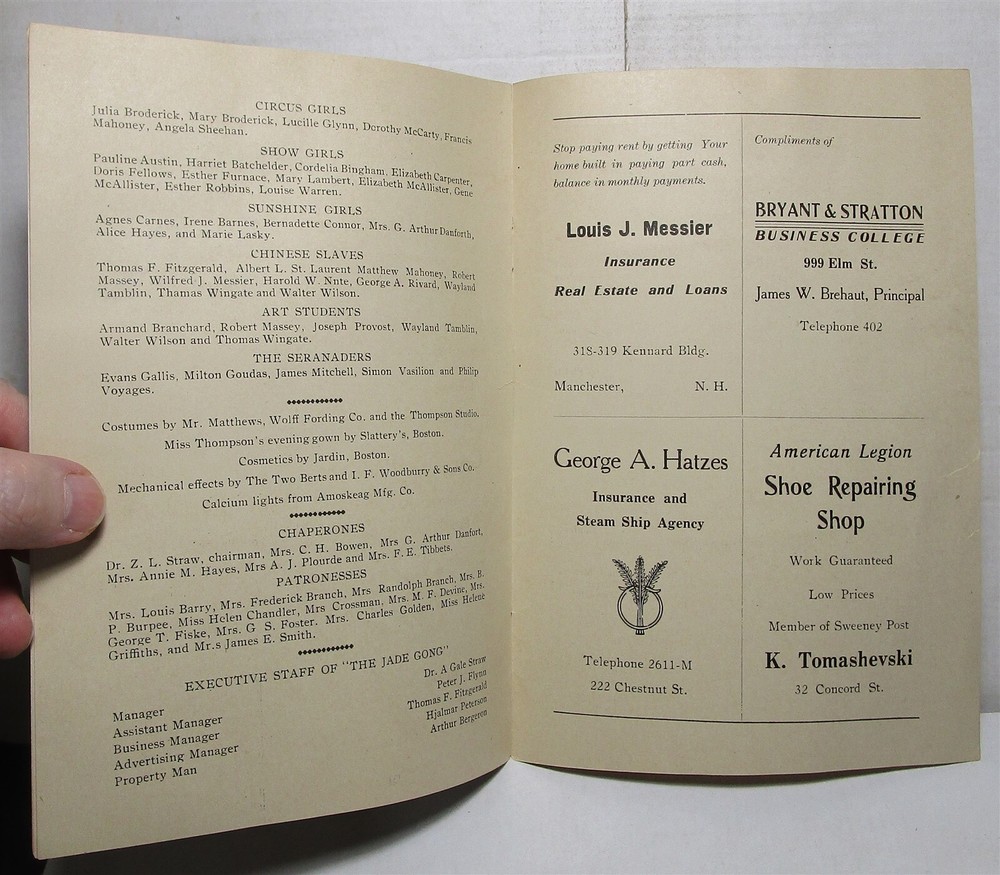 CIRCUS GIRLS
Julia Broderick, Mary Broderick, Lucille Glynn, Dorothy McCarty, Francis
Mahoney, Angela Sheehan.
SHOW GIRLS
Pauline Austin, Harriet Batchelder, Cordelia Bingham, Elizabeth Carpenter,
Doris Fellows, Esther Furnace, Mary Lambert, Elizabeth McAllister, Gene
McAllister, Esther Robbins, Louise Warren.
SUNSHINE GIRLS
Agnes Carnes, Irene Barnes, Bernadette Connor, Mrs. G. Arthur Danforth,
Alice Hayes, and Marie Lasky.
CHINESE SLAVES
Thomas F. Fitzgerald, Albert L. St. Laurent Matthew Mahoney, Robert
Massey, Wilfred J. Messier, Harold W. Nnte, George A. Rivard, Wayland
Tamblin, Thamas Wingate and Walter Wilson.
ART STUDENTS
Armand Branchard, Robert Massey, Joseph Provost, Wayland Tamblin,
Walter Wilson and Thomas Wingate.
THE SERANADERS
Evans Gallis, Milton Goudas, James Mitchell, Simon Vasilion and Philip
Voyages.
Costumes by Mr. Matthews, Wolff Fording Co. and the Thompson Studio.
Miss Thompson's evening gown by Slattery's, Boston.
Cosmetics by Jardin, Boston.
Mechanical effects by The Two Berts and I. F. Woodburry & Sons Co.
Calcium lights from Amoskeag Mfg. Co.
CHAPERONES
Dr. Z. L. Straw, chairman, Mrs. C. H. Bowen, Mrs G. Arthur Danfort,
Mrs. Annie M. Hayes, Mrs A. J. Plourde and Mrs. F. E. Tibbets.
PATRONESSES
Mrs. Louis Barry, Mrs. Frederick Branch, Mrs Randolph Branch, Mrs. B.
P. Burpee, Miss Helen Chandler, Mrs Crossman, Mrs. M. F. Devine, Mrs.
George T. Fiske, Mrs. G S. Foster. Mrs. Charles Golden, Miss Helene
Griffiths, and Mr.s James E. Smith.
EXECUTIVE STAFF OF "THE JADE GONG"
Manager Dr. A Gale Straw
Assistant Manager Peter J. Flynn
Business Manager Thomas F. Fitzgerald
Advertising Manager Hjalmar Peterson
Property Man Arthur Bergeron
Stop paying rent by getting Your
home built in paying part cash,
balance in monthly payments.
Louis J. Messier
Insurance
Real Estate and Loans
318-319 Kennard Bldg.
Manchester, N. H.
Compliments of
BRYANT & STRATTON
BUSINESS COLLEGE
999 Elm St.
James W. Brehaut, Principal
Telephone 402
George A. Hatzes
Insurance and
Steam Ship Agency
Telephone 2611-M
222 Chestnut St.
American Legion
Shoe Repairing
Shop
Work Guaranteed
Low Prices
Member of Sweeney Post
K. Tomashevski
32 Concord St.